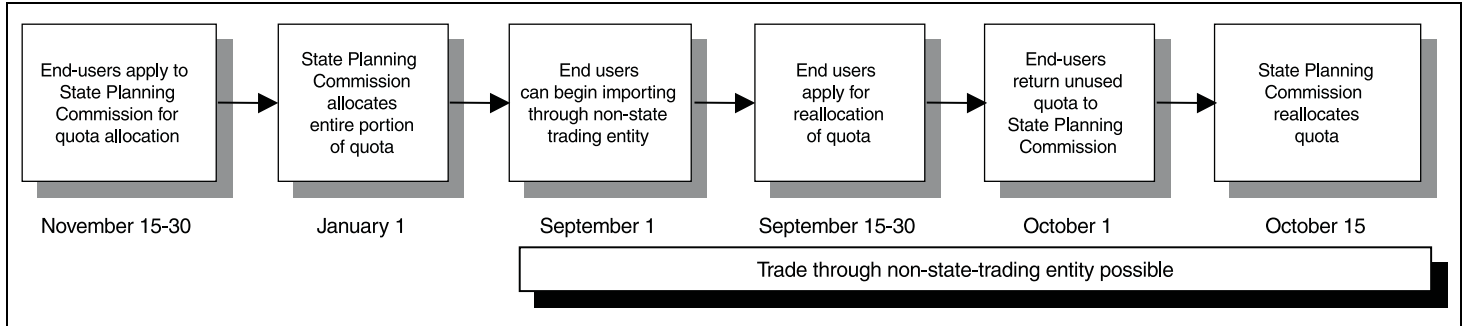 End-users apply to
State Planning
Commission for
quota allocation
State Planning
Commission
allocates
entire portion
of quota
End users
can begin importing
through non-state
trading entity
End users
apply for
reallocation
of quota
End-users
return unused
quota to
State Planning
Commission
State Planning
Commission
reallocates
quota
November 15-30
January 1
September 1
September 15-30
October 1
October 15
Trade through non-state-trading entity possible